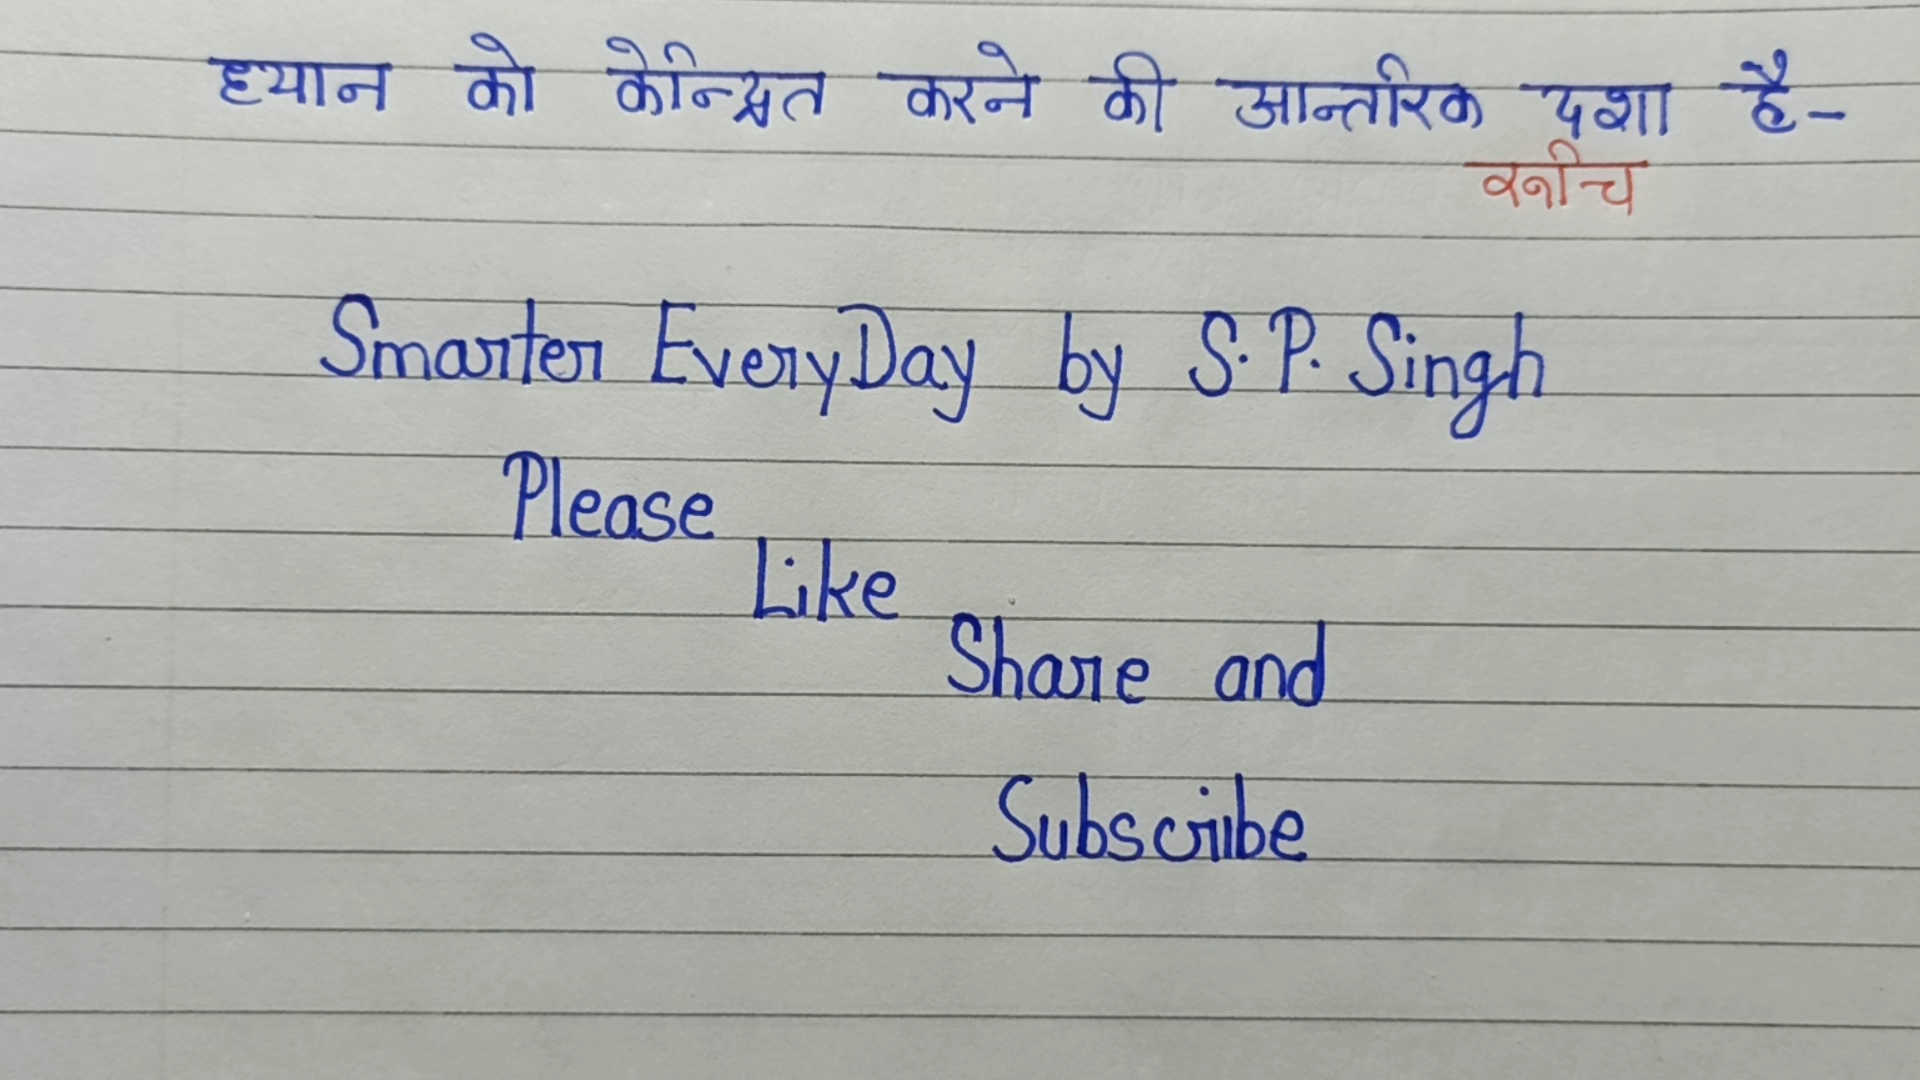 ध्यान को केन्द्रित करने की आन्तरिक दशा है-
रूचि
Smarter EveryDay by S. P. Singh
Please
Like
Share and
Subscribe